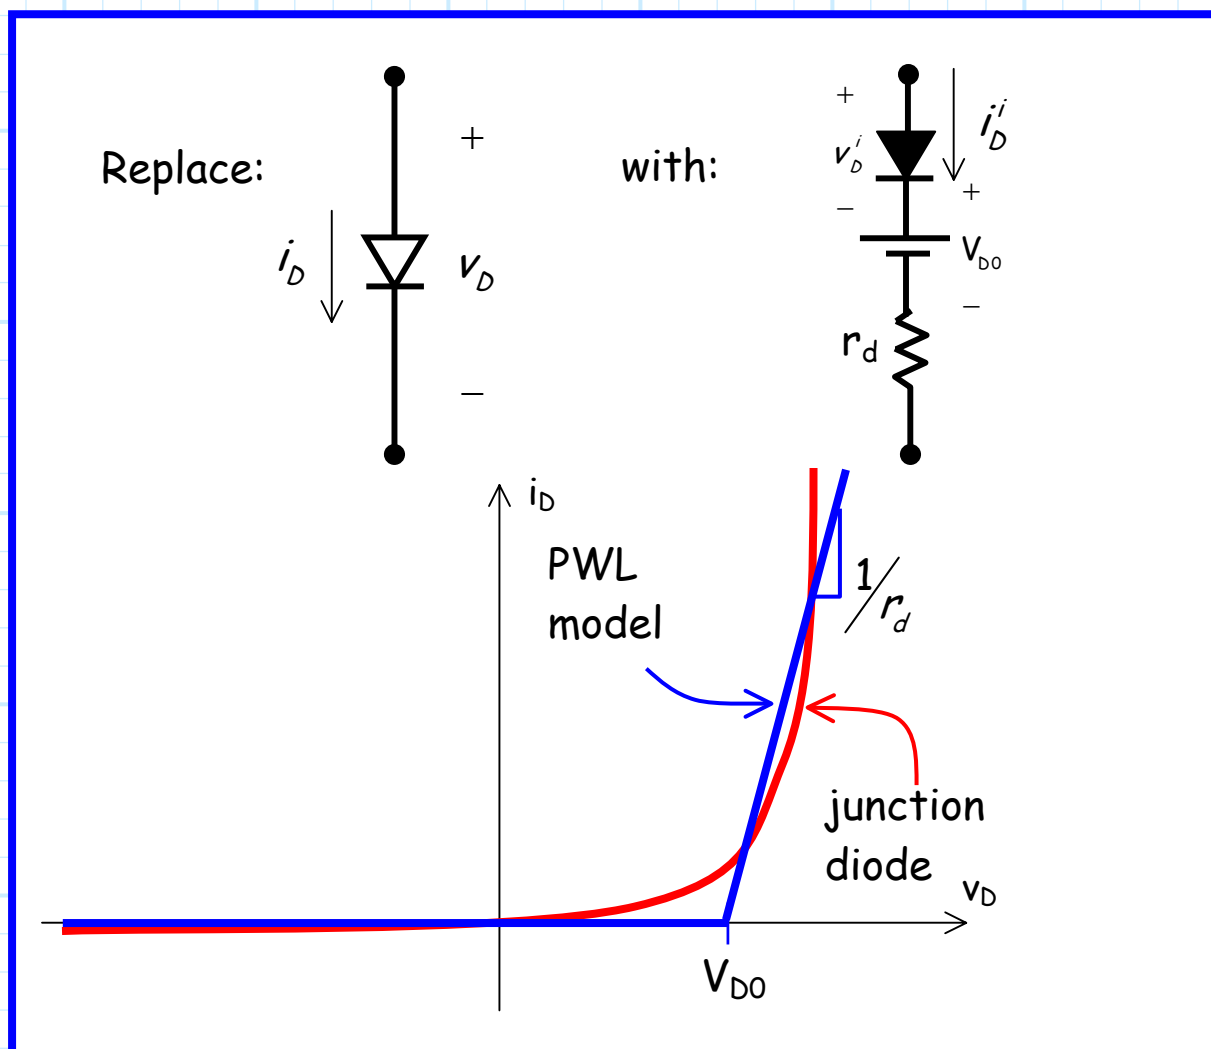 Replace:
+
i_D
v_D
−
with:
+
v_D^i
−
i_D^i
+
V_D0
−
r_d
i_D
PWL
model
1/r_d
junction
diode
v_D
V_D0